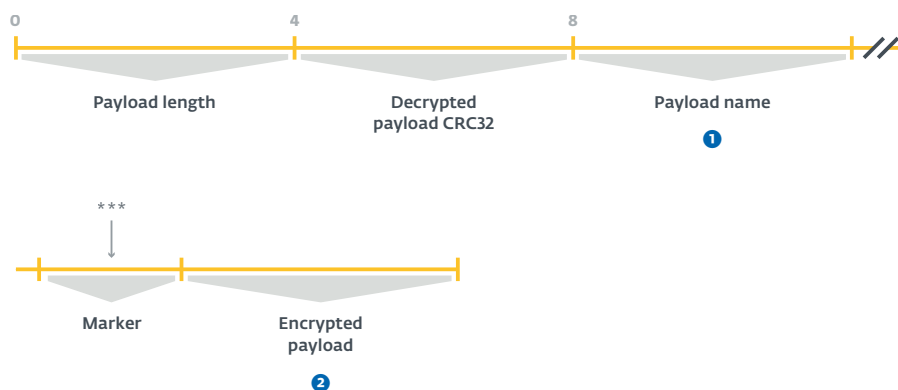 0 4 8
Payload length
Decrypted
payload CRC32
Payload name
1
***
Marker
Encrypted
payload
2